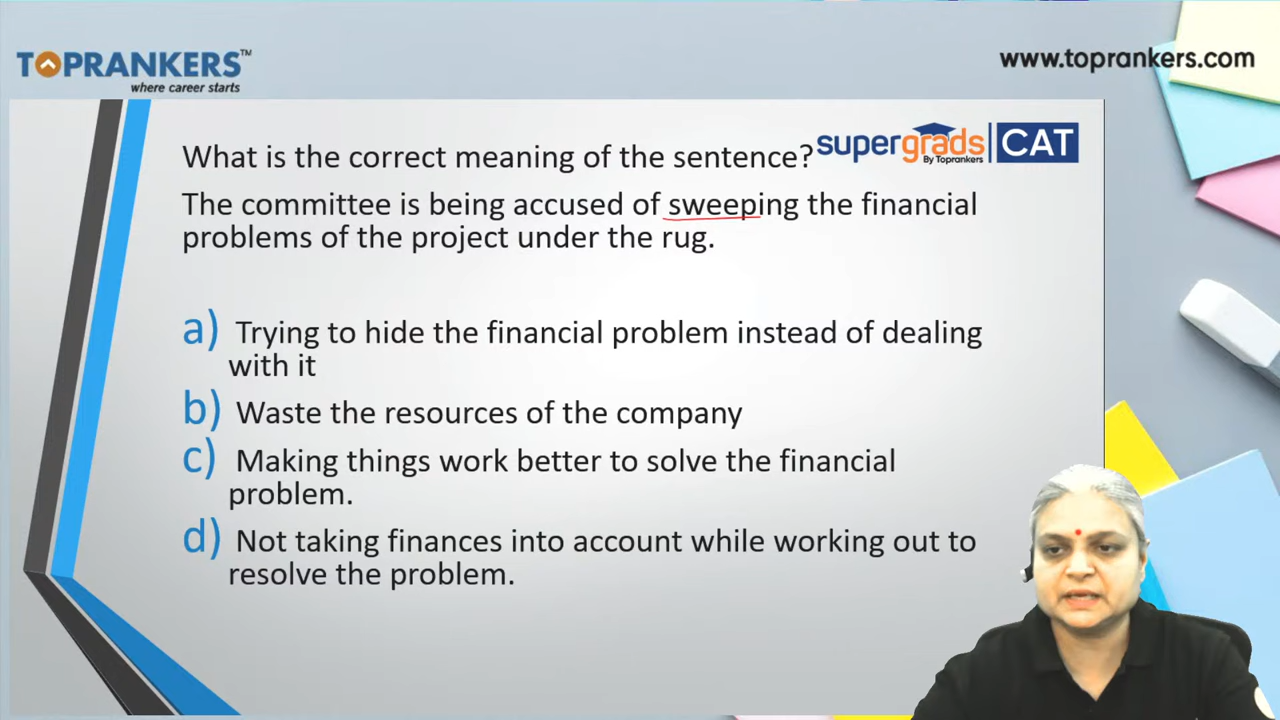 TOPRANKERS™
where career starts
www.toprankers.com
supergrads
By Toprankers
CAT
What is the correct meaning of the sentence?
The committee is being accused of sweeping the financial
problems of the project under the rug.
a) Trying to hide the financial problem instead of dealing
with it
b) Waste the resources of the company
c) Making things work better to solve the financial
problem.
d) Not taking finances into account while working out to
resolve the problem.